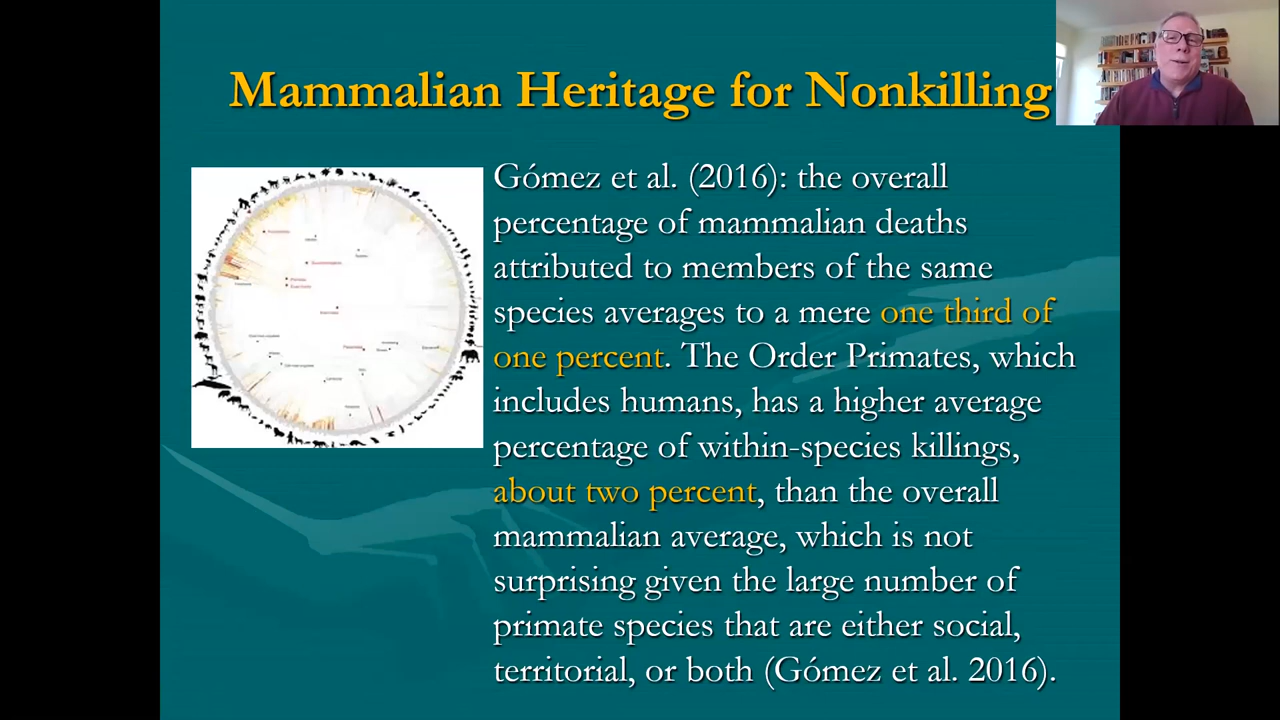 Mammalian Heritage for Nonkilling
Gómez et al. (2016): the overall
percentage of mammalian deaths
attributed to members of the same
species averages to a mere one third of
one percent. The Order Primates, which
includes humans, has a higher average
percentage of within-species killings,
about two percent, than the overall
mammalian average, which is not
surprising given the large number of
primate species that are either social,
territorial, or both (Gómez et al. 2016).